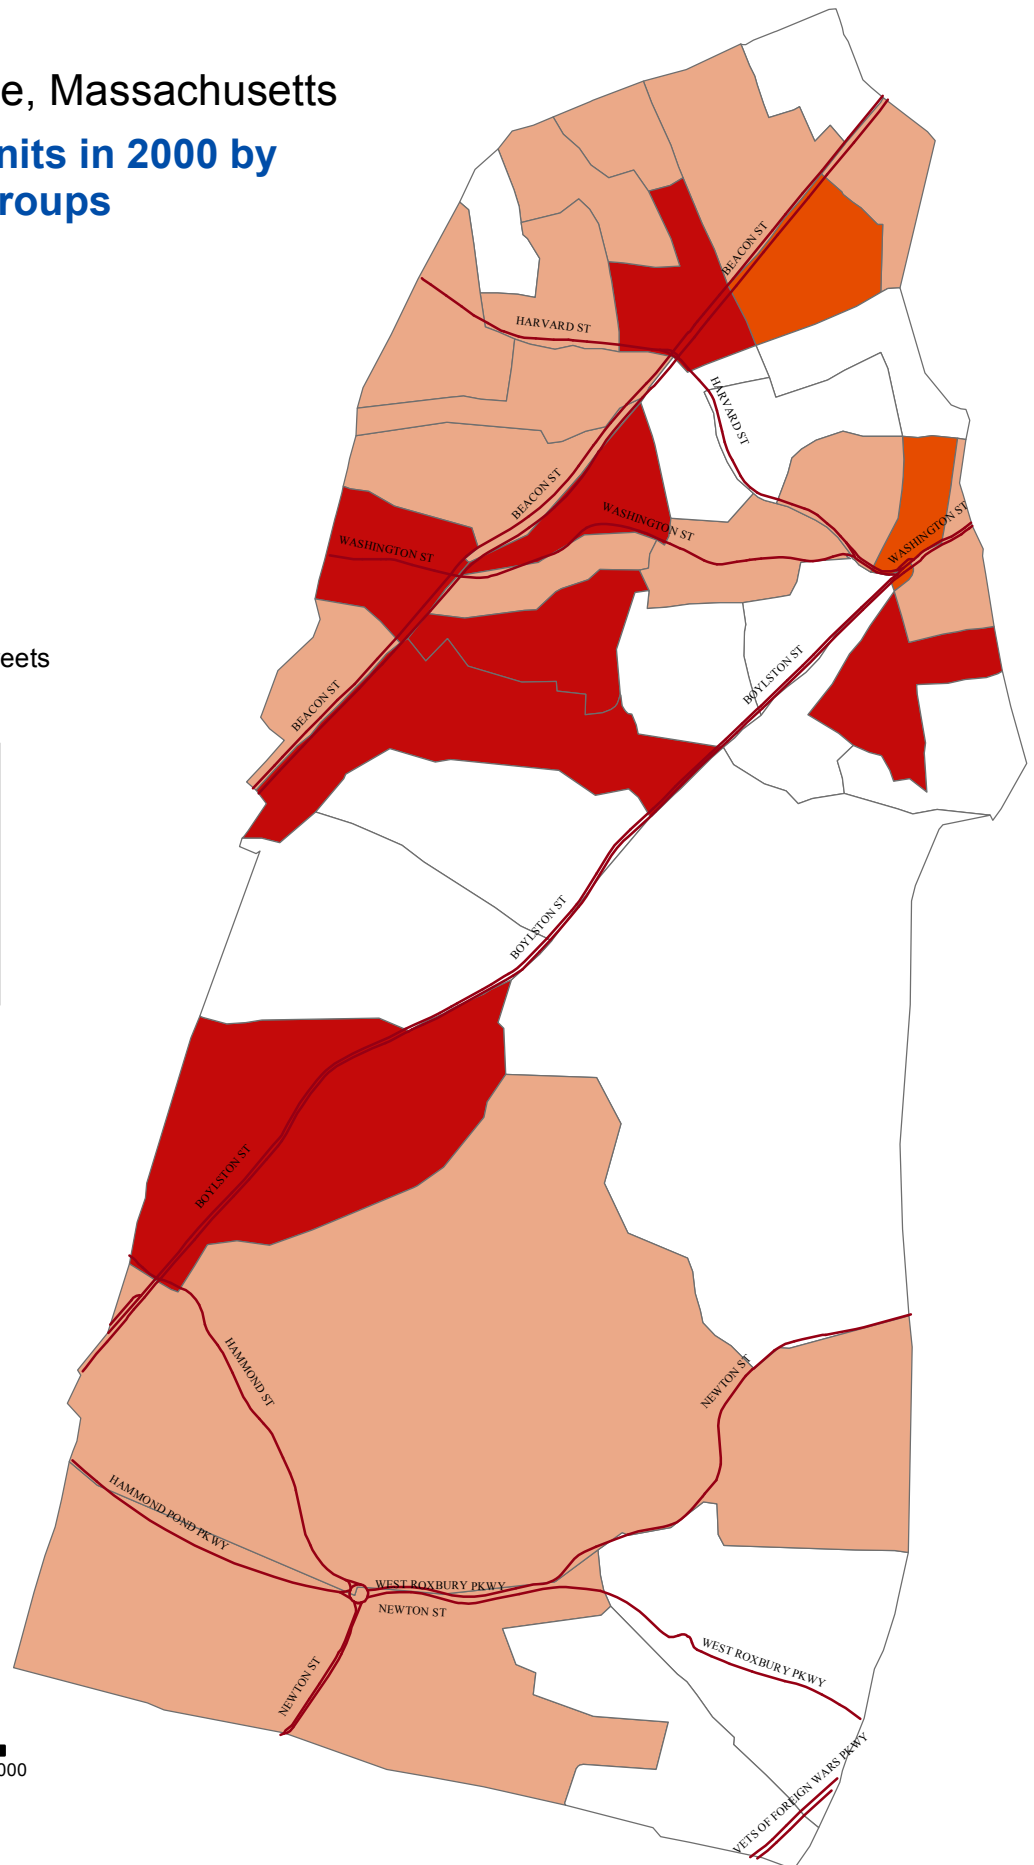 e, Massachusetts
nits in 2000 by
roups
BEACON ST
HARVARD ST
HARVARD ST
BEACON ST
WASHINGTON ST
WASHINGTON ST
WASHINGTON ST
eets
BOYLSTON ST
BEACON ST
BOYLSTON ST
BOYLSTON ST
HAMMOND ST
NEWTON ST
HAMMOND POND PKWY
WEST ROXBURY PKWY
NEWTON ST
WEST ROXBURY PKWY
NEWTON ST
000
VETS OF FOREIGN WARS PKWY